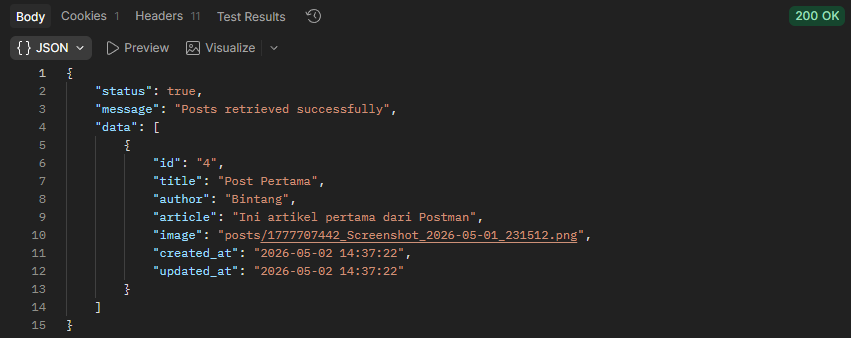 Body Cookies 1 Headers 11 Test Results 200 OK
{} JSON Preview Visualize
1 {
2 "status": true,
3 "message": "Posts retrieved successfully",
4 "data": [
5 {
6 "id": "4",
7 "title": "Post Pertama",
8 "author": "Bintang",
9 "article": "Ini artikel pertama dari Postman",
10 "image": "posts/1777707442_Screenshot_2026-05-01_231512.png",
11 "created_at": "2026-05-02 14:37:22",
12 "updated_at": "2026-05-02 14:37:22"
13 }
14 ]
15 }